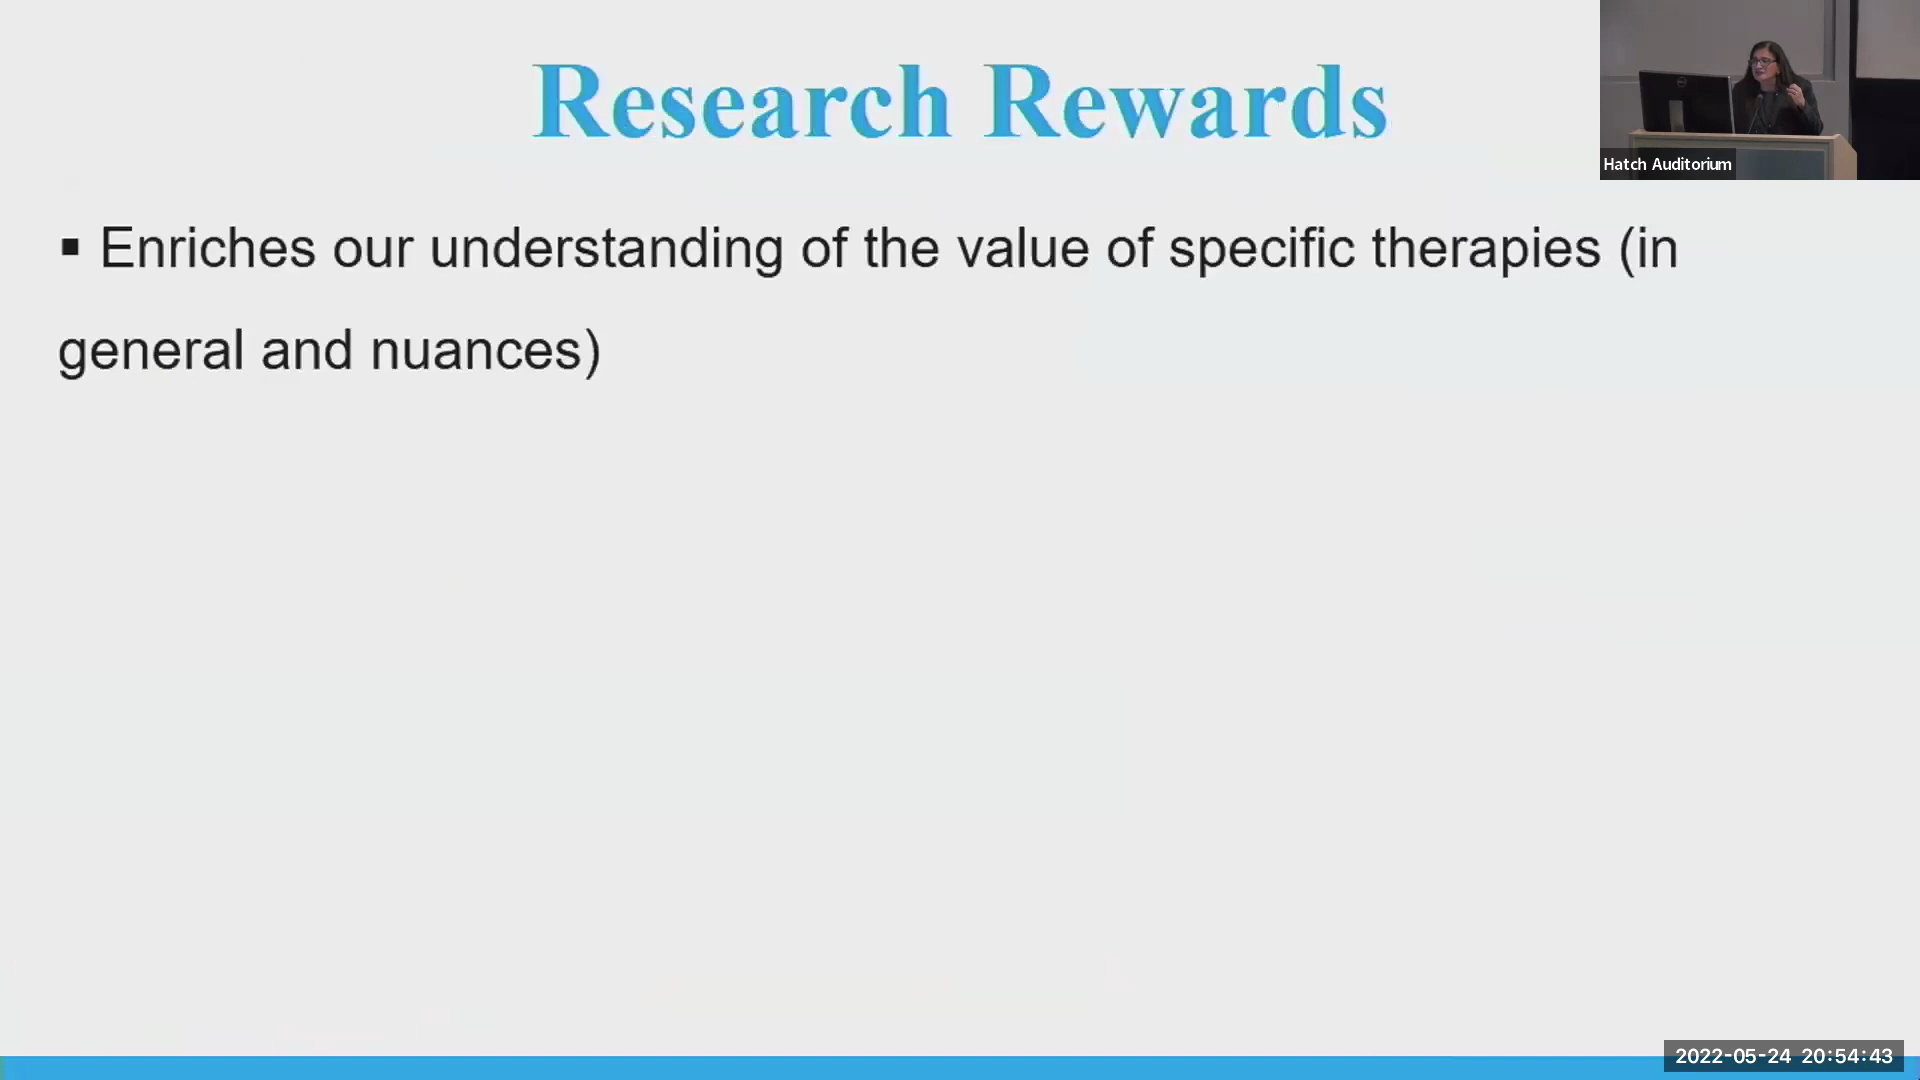 Research Rewards
Hatch Auditorium
▪ Enriches our understanding of the value of specific therapies (in
general and nuances)
2022-05-24 20:54:43